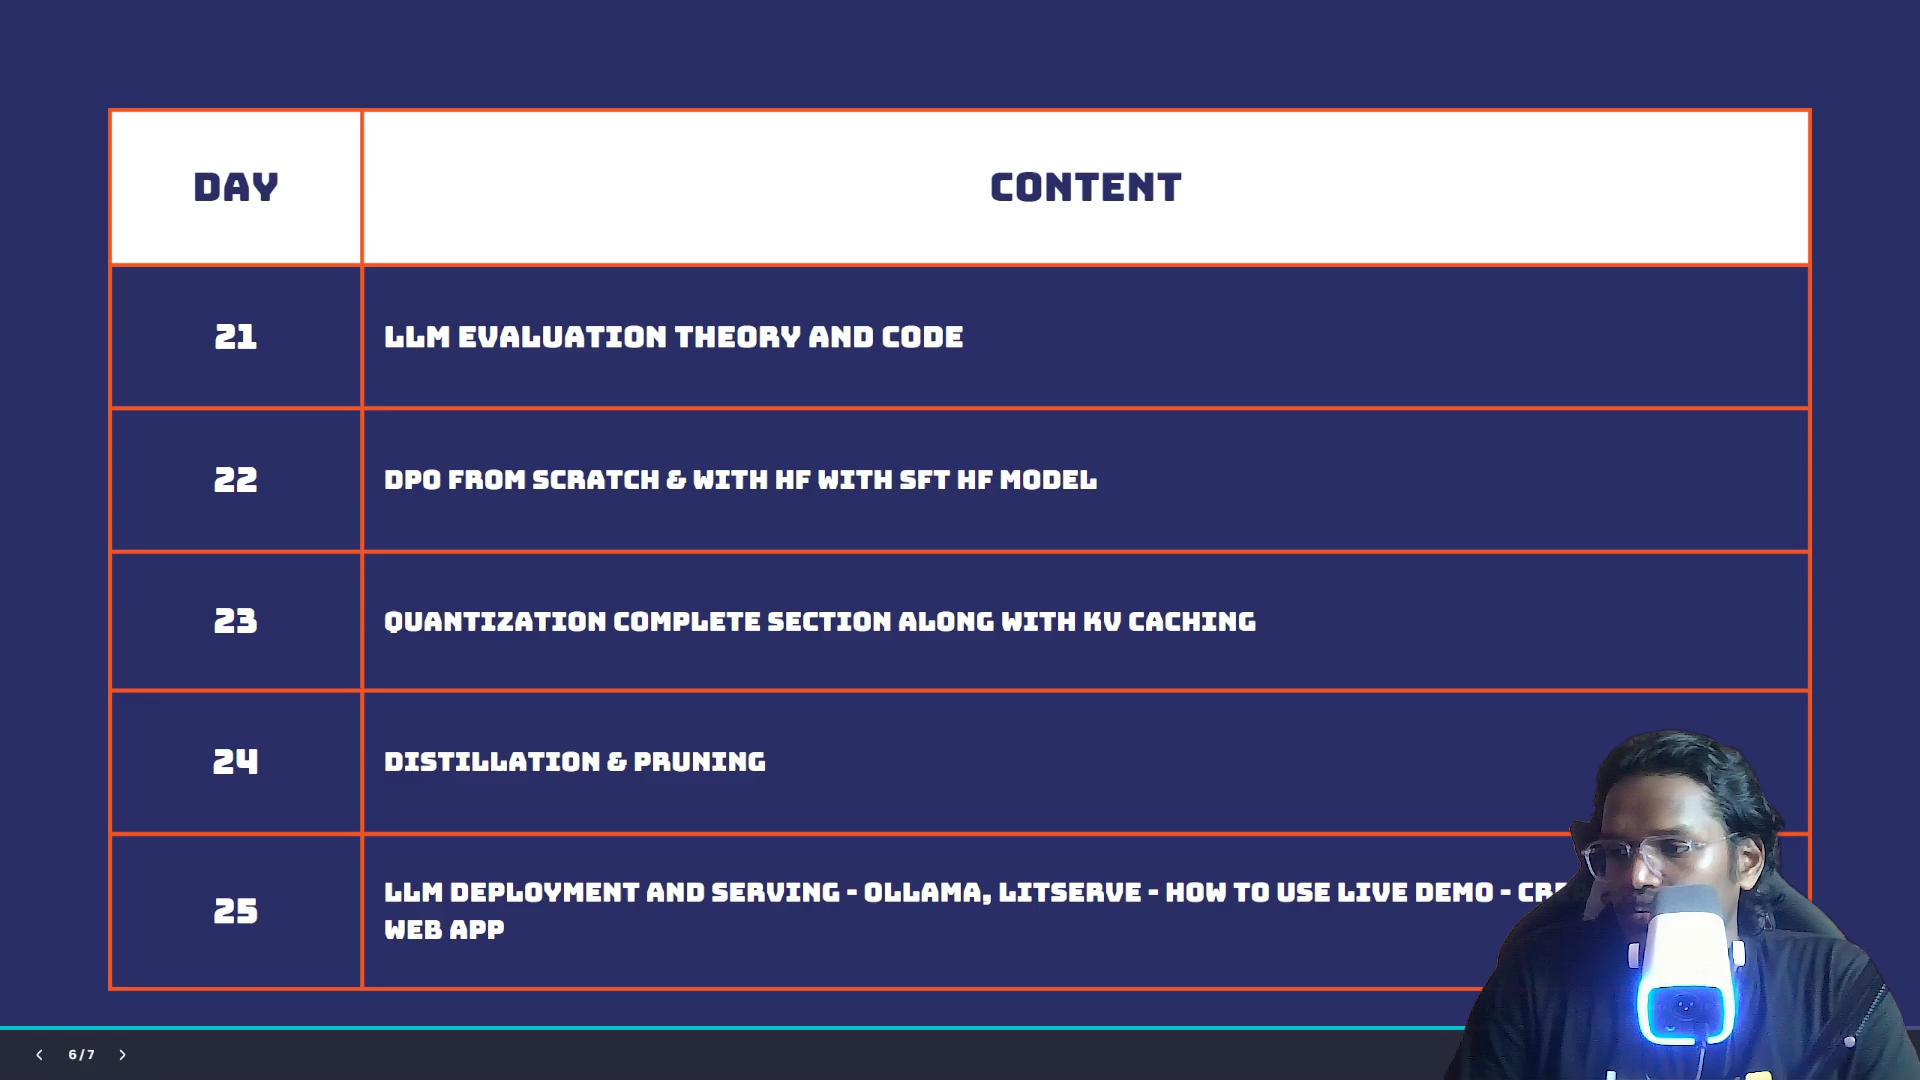 DAY CONTENT
21 LLM EVALUATION THEORY AND CODE
22 DPO FROM SCRATCH & WITH HF WITH SFT HF MODEL
23 QUANTIZATION COMPLETE SECTION ALONG WITH KV CACHING
24 DISTILLATION & PRUNING
25 LLM DEPLOYMENT AND SERVING - OLLAMA, LITSERVE - HOW TO USE LIVE DEMO -
WEB APP
6/7